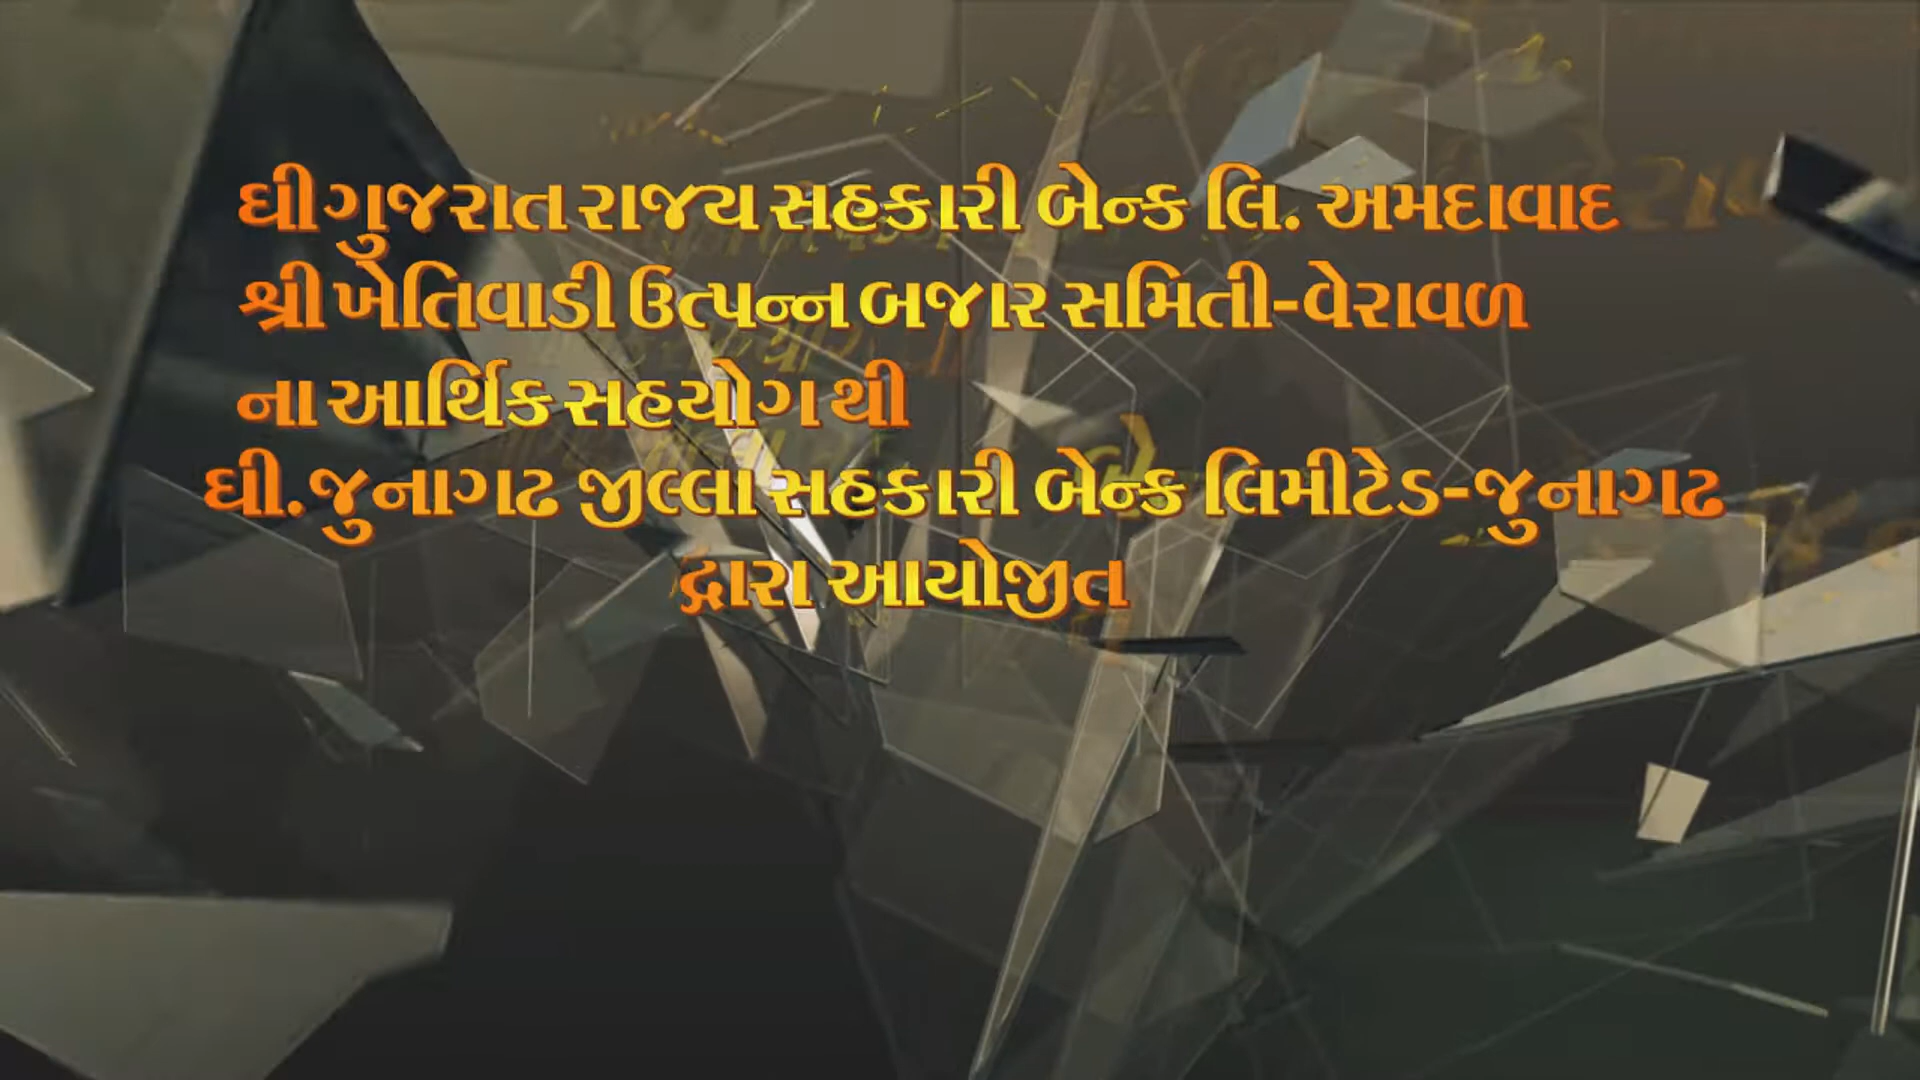 ધી ગુજરાત રાજ્ય સહકારી બેન્ક લિ. અમદાવાદ
શ્રી ખેતિવાડી ઉત્પન્ન બજાર સમિતી-વેરાવળ
ના આર્થિક સહયોગ થી
ધી. જુનાગઢ જીલ્લા સહકારી બેન્ક લિમીટેડ-જુનાગઢ
દ્વારા આયોજીત